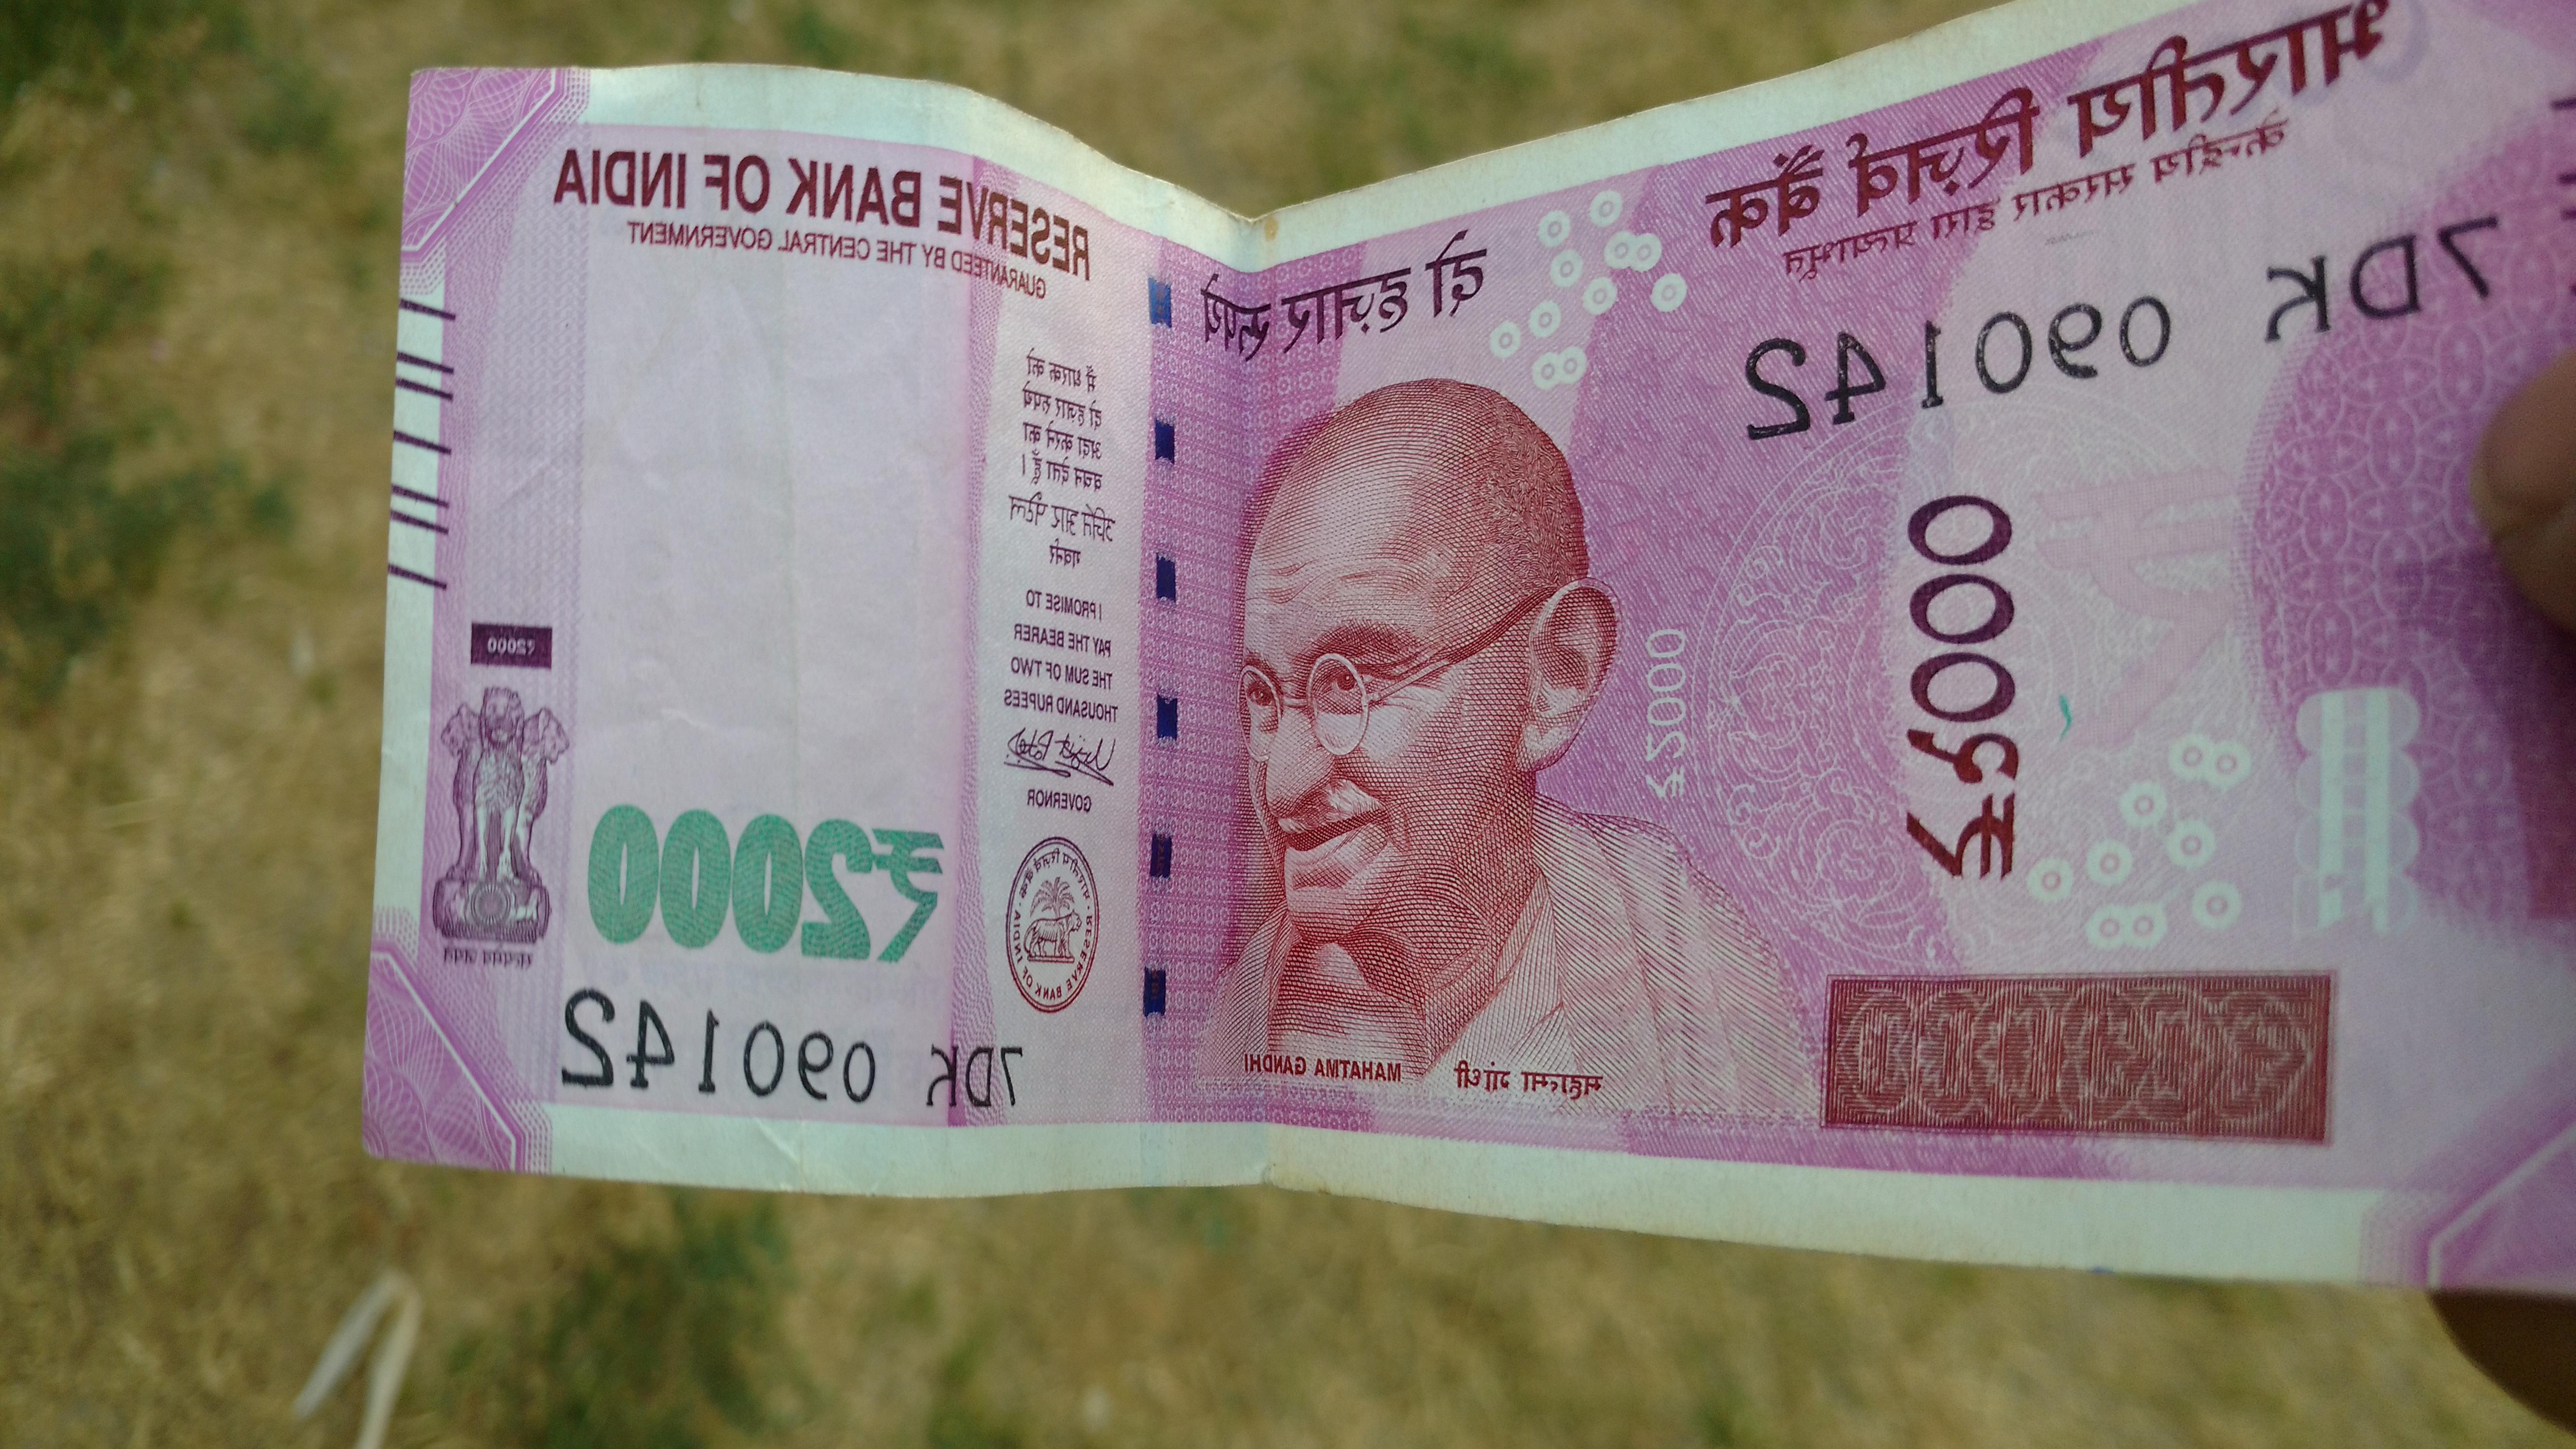 भारतीय रिज़र्व बैंक
केन्द्रीय सरकार द्वारा प्रत्याभूत
7DK 090142
दो हज़ार रुपये
₹2000
₹2000
महात्मा गांधी
MAHATMA GANDHI
RESERVE BANK OF INDIA
GUARANTEED BY THE CENTRAL GOVERNMENT
मैं धारक को
दो हज़ार रुपये
अदा करने का
वचन देता हूँ ।
उर्जित आर पटेल
गवर्नर
I PROMISE TO
PAY THE BEARER
THE SUM OF TWO
THOUSAND RUPEES
GOVERNOR
भारतीय रिज़र्व बैंक
RESERVE BANK OF INDIA
₹2000
₹2000
सत्यमेव जयते
7DK 090142